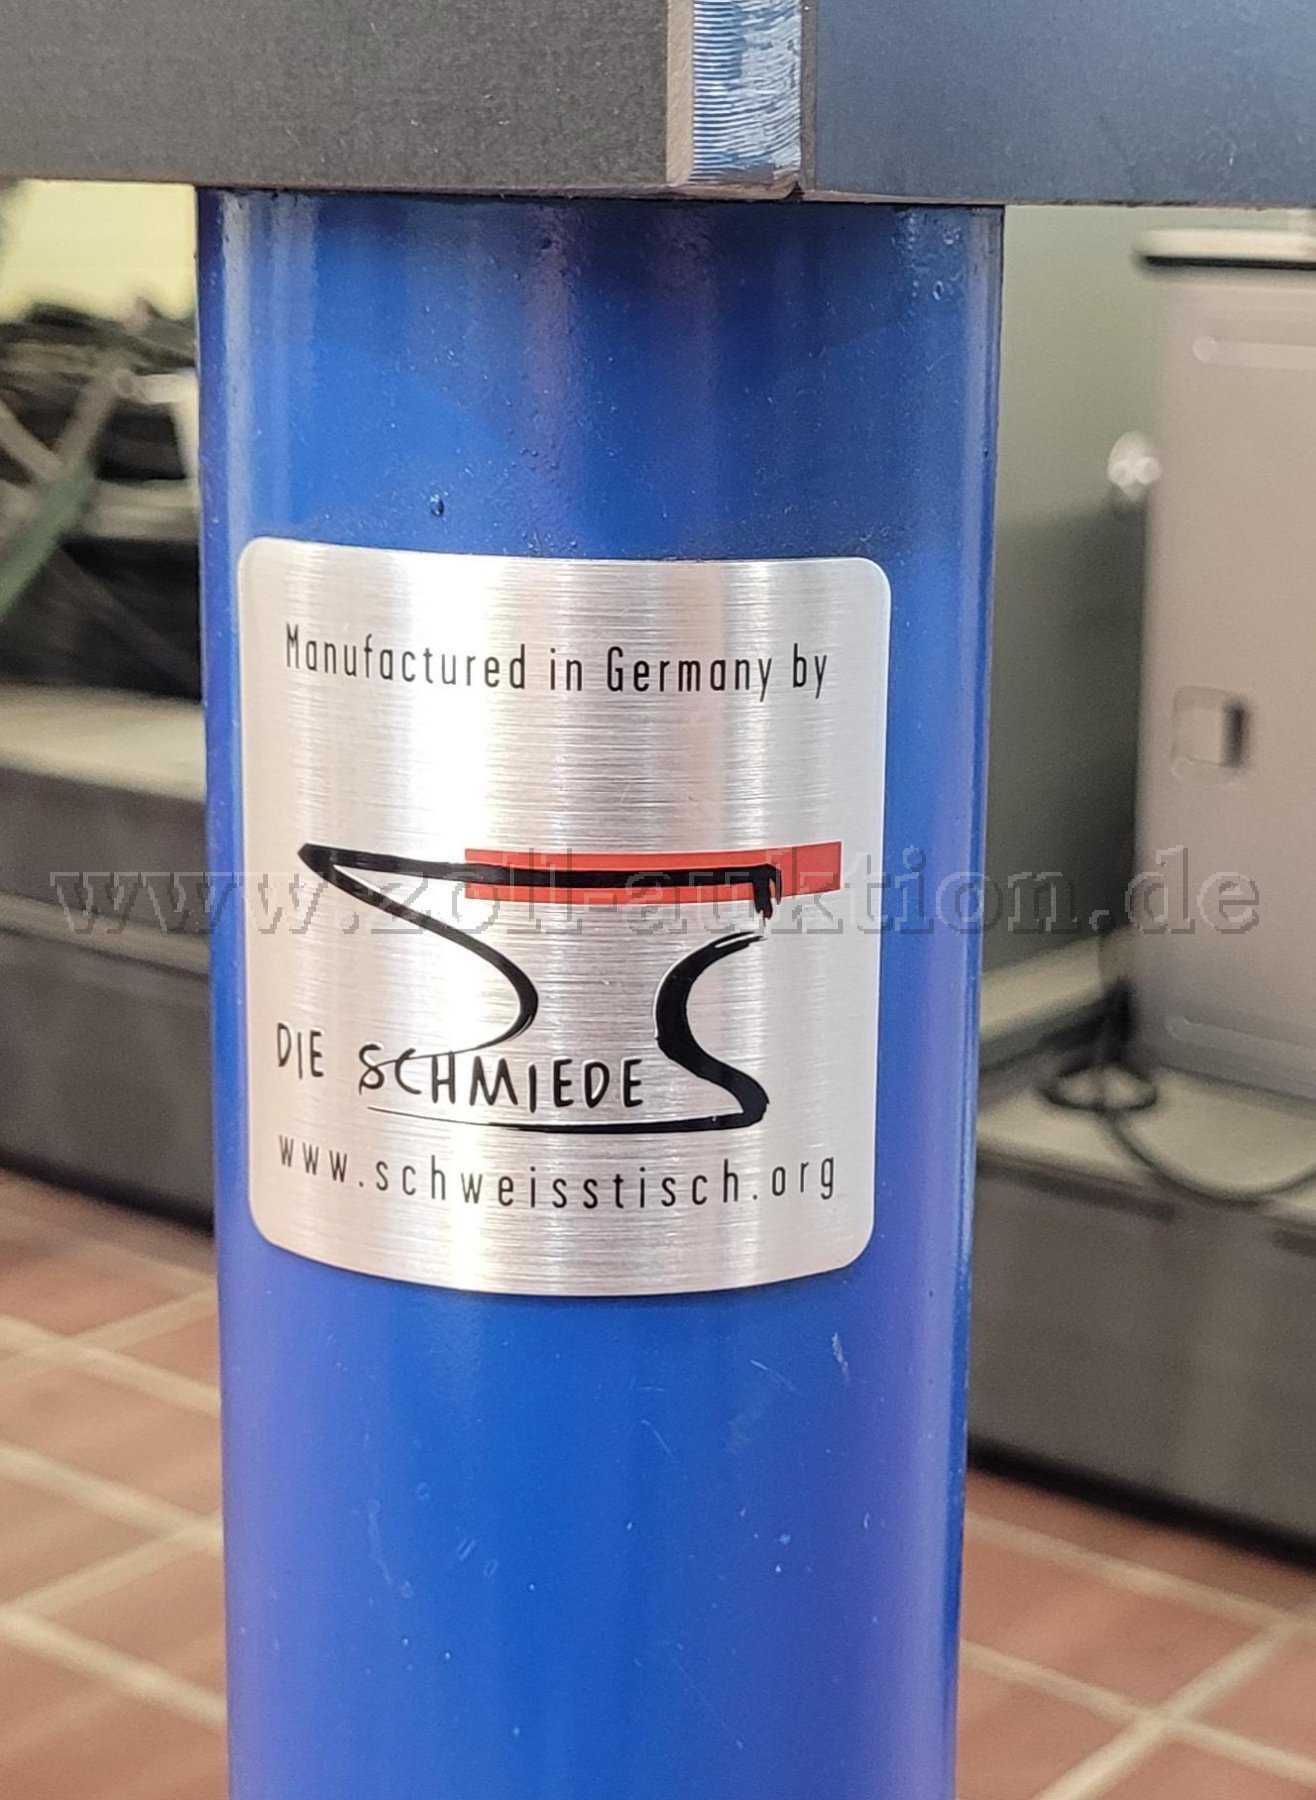 Manufactured in Germany by
www.zoll-auktion.de
DIE SCHMIEDE
www.schweisstisch.org